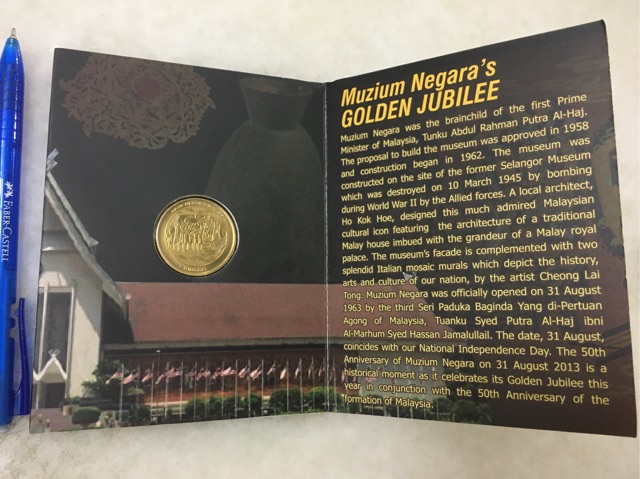 FABER-CASTELL
Muzium Negara's
GOLDEN JUBILEE
Muzium Negara was the brainchild of the first Prime
Minister of Malaysia, Tunku Abdul Rahman Putra Al-Haj.
The proposal to build the museum was approved in 1958
and construction began in 1962. The museum was
constructed on the site of the former Selangor Museum
which was destroyed on 10 March 1945 by bombing
during World War II by the Allied forces. A local architect,
Ho Kok Hoe, designed this much admired Malaysian
cultural icon featuring the architecture of a traditional
Malay house imbued with the grandeur of a Malay royal
palace. The museum's facade is complemented with two
splendid Italian mosaic murals which depict the history,
arts and culture of our nation, by the artist Cheong Lai
Tong. Muzium Negara was officially opened on 31 August
1963 by the third Seri Paduka Baginda Yang di-Pertuan
Agong of Malaysia, Tuanku Syed Putra Al-Haj ibni
Al-Marhum Syed Hassan Jamalullail. The date, 31 August,
coincides with our National Independence Day. The 50th
Anniversary of Muzium Negara on 31 August 2013 is a
historical moment as it celebrates its Golden Jubilee this
year in conjunction with the 50th Anniversary of the
formation of Malaysia.